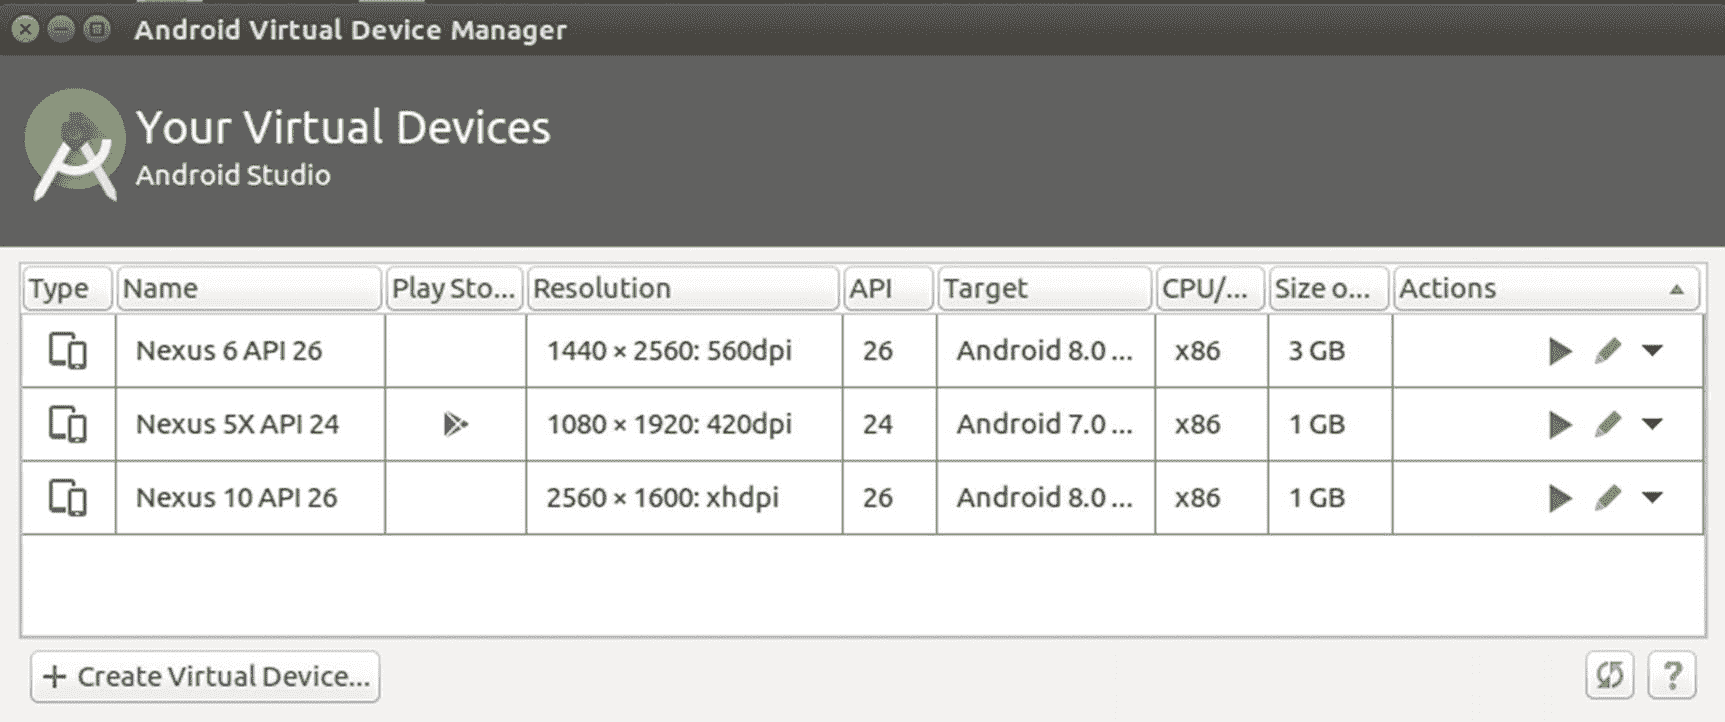 Android Virtual Device Manager
Your Virtual Devices
Android Studio
Type Name Play Sto... Resolution API Target CPU/... Size o... Actions
Nexus 6 API 26 1440 × 2560: 560dpi 26 Android 8.0 ... x86 3 GB
Nexus 5X API 24 1080 × 1920: 420dpi 24 Android 7.0 ... x86 1 GB
Nexus 10 API 26 2560 × 1600: xhdpi 26 Android 8.0 ... x86 1 GB
+ Create Virtual Device... ?